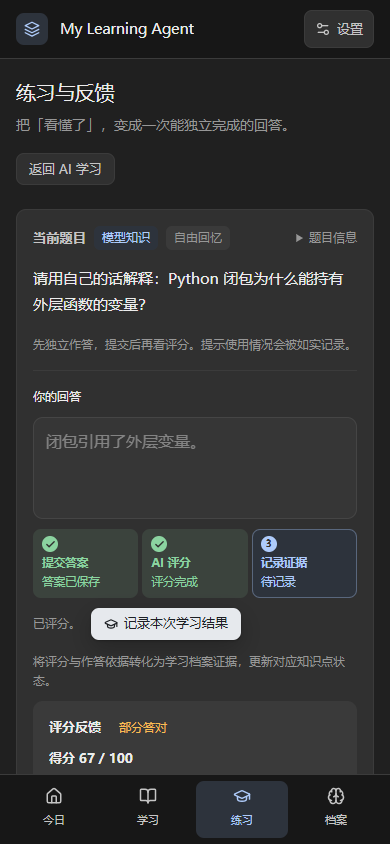 My Learning Agent
设置
练习与反馈
把「看懂了」，变成一次能独立完成的回答。
返回 AI 学习
当前题目 模型知识 自由回忆 题目信息
请用自己的话解释：Python 闭包为什么能持有
外层函数的变量？
先独立作答，提交后再看评分。提示使用情况会被如实记录。
你的回答
闭包引用了外层变量。
提交答案
答案已保存
AI 评分
评分完成
3
记录证据
待记录
已评分。 记录本次学习结果
将评分与作答依据转化为学习档案证据，更新对应知识点状
态。
评分反馈 部分答对
得分 67 / 100
今日 学习 练习 档案